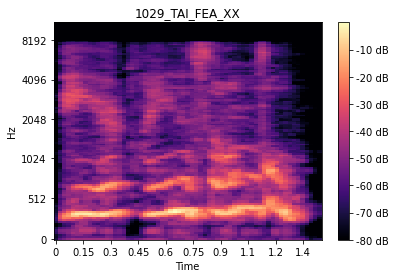 1029_TAI_FEA_XX
8192
4096
2048
1024
512
0
Hz
0 0.15 0.3 0.45 0.6 0.75 0.9 1.1 1.2 1.4
Time
-10 dB
-20 dB
-30 dB
-40 dB
-50 dB
-60 dB
-70 dB
-80 dB